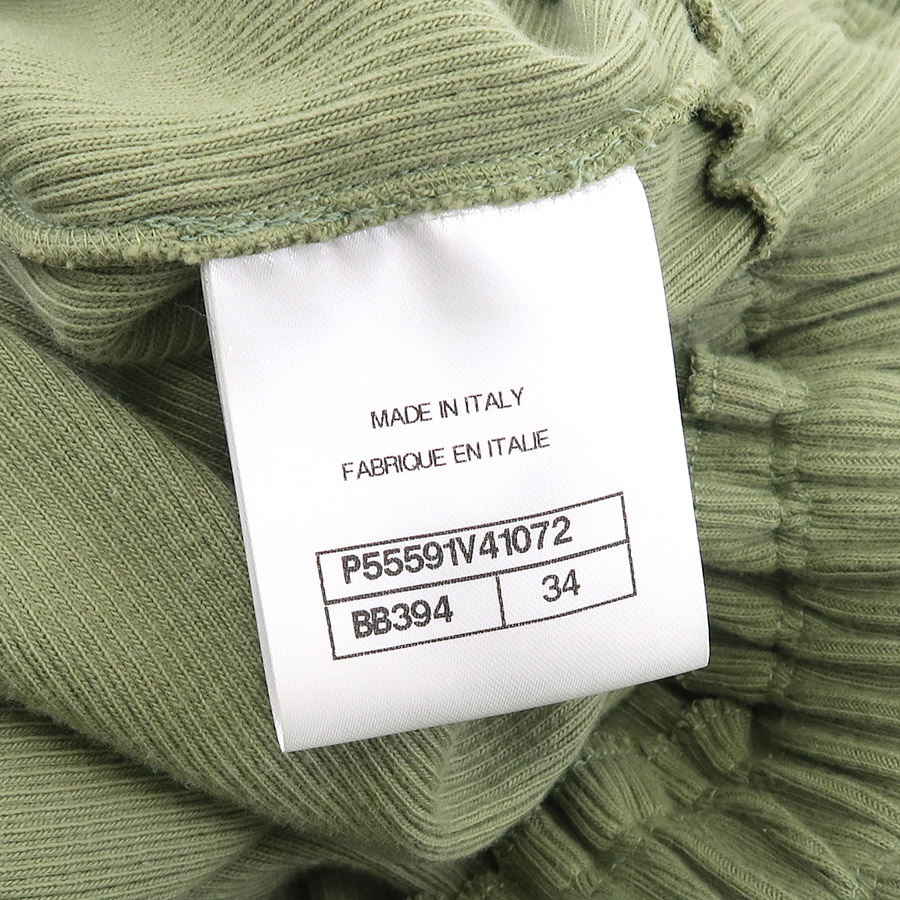 MADE IN ITALY
FABRIQUE EN ITALIE
P55591V41072
BB394 34